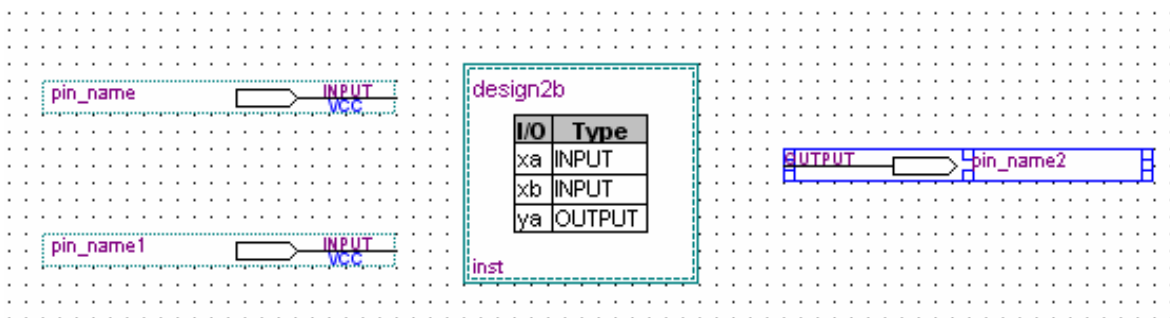 pin_name INPUT
VCC
design2b
I/O Type
xa INPUT
xb INPUT
ya OUTPUT
inst
OUTPUT pin_name2
pin_name1 INPUT
VCC